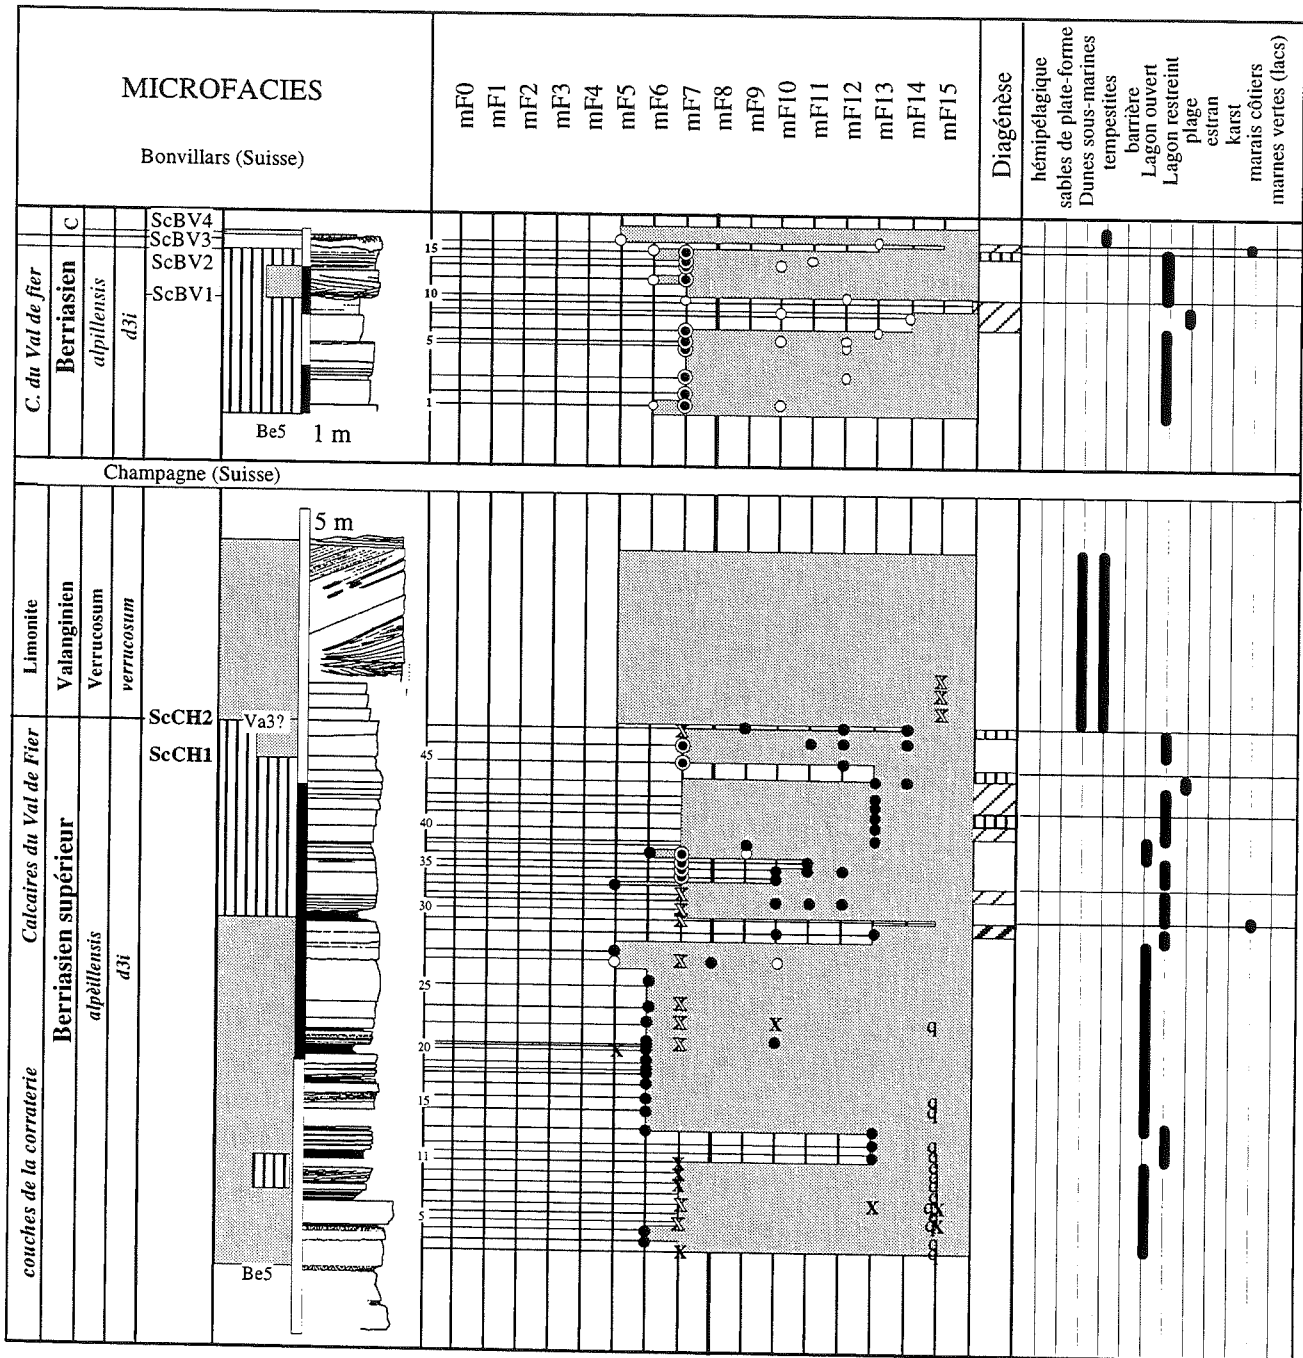 MICROFACIES
Bonvillars (Suisse)
mF0
mF1
mF2
mF3
mF4
mF5
mF6
mF7
mF8
mF9
mF10
mF11
mF12
mF13
mF14
mF15
Diagénèse
hémipélagique
sables de plate-forme
Dunes sous-marines
tempestites
barrière
Lagon ouvert
Lagon restreint
plage
estran
karst
marais côtiers
marnes vertes (lacs)
C. du Val de fier
Berriasien
C
alpillensis
d3i
ScBV4
ScBV3
ScBV2
ScBV1
Be5
1 m
15
10
5
1
Champagne (Suisse)
5 m
Limonite
Valanginien
Verrucosum
verrucosum
ScCH2
Va3?
ScCH1
Calcaires du Val de Fier
couches de la corraterie
Berriasien supérieur
alpèillensis
d3i
Be5
45
40
35
30
25
20
15
11
5
X
X
q
q
q
q
X
X
q
X
q